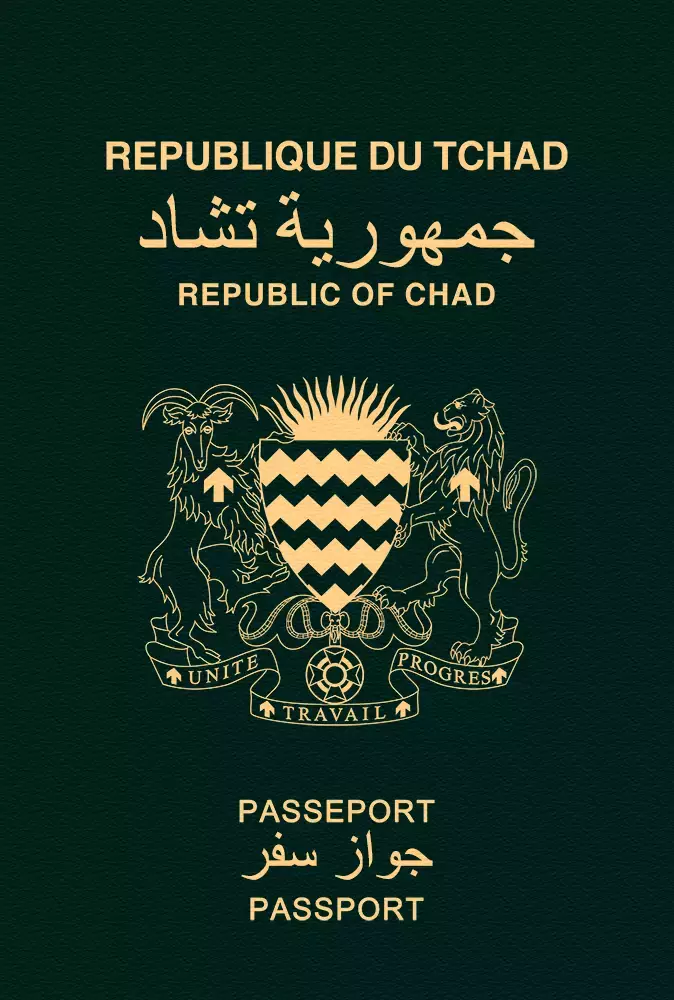 REPUBLIQUE DU TCHAD
جمهورية تشاد
REPUBLIC OF CHAD
UNITE
PROGRES
TRAVAIL
PASSEPORT
جواز سفر
PASSPORT